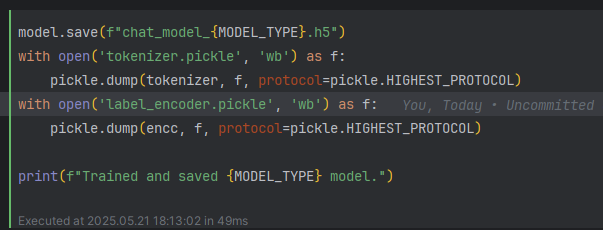 model.save(f"chat_model_{MODEL_TYPE}.h5")
with open('tokenizer.pickle', 'wb') as f:
    pickle.dump(tokenizer, f, protocol=pickle.HIGHEST_PROTOCOL)
with open('label_encoder.pickle', 'wb') as f:   You, Today • Uncommitted
    pickle.dump(encc, f, protocol=pickle.HIGHEST_PROTOCOL)
print(f"Trained and saved {MODEL_TYPE} model.")
Executed at 2025.05.21 18:13:02 in 49ms